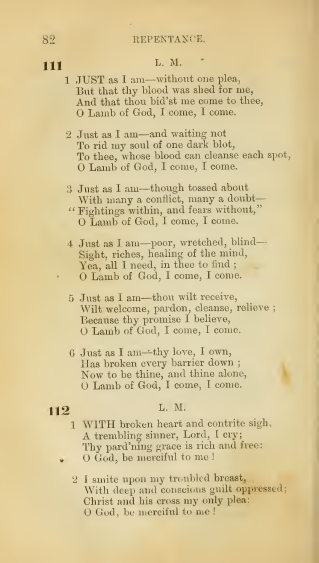 82 REPENTANCE.
111 L. M.
1 JUST as I am—without one plea,
But that thy blood was shed for me,
And that thou bid'st me come to thee,
O Lamb of God, I come, I come.
2 Just as I am—and waiting not
To rid my soul of one dark blot,
To thee, whose blood can cleanse each spot,
O Lamb of God, I come, I come.
3 Just as I am—though tossed about
With many a conflict, many a doubt—
"Fightings within, and fears without,"
O Lamb of God, I come, I come.
4 Just as I am—poor, wretched, blind—
Sight, riches, healing of the mind,
Yea, all I need, in thee to find ;
O Lamb of God, I come, I come.
5 Just as I am—thou wilt receive,
Wilt welcome, pardon, cleanse, relieve ;
Because thy promise I believe,
O Lamb of God, I come, I come.
6 Just as I am—thy love, I own,
Has broken every barrier down ;
Now to be thine, and thine alone,
O Lamb of God, I come, I come.
112 L. M.
1 WITH broken heart and contrite sigh,
A trembling sinner, Lord, I cry;
Thy pard'ning grace is rich and free:
O God, be merciful to me !
2 I smite upon my troubled breast,
With deep and conscious guilt oppressed;
Christ and his cross my only plea:
O God, be merciful to me !